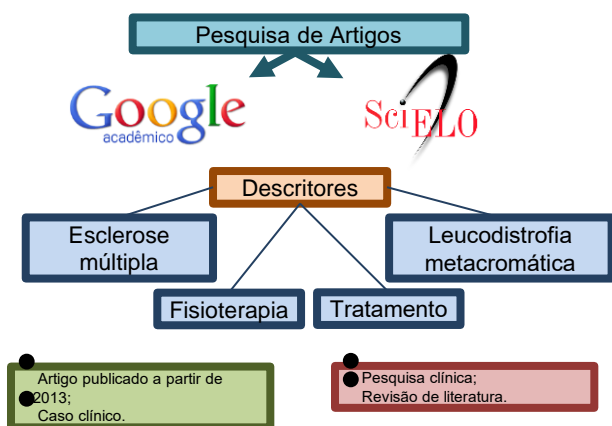 Pesquisa de Artigos
Google
acadêmico
SciELO
Descritores
Esclerose
múltipla
Leucodistrofia
metacromática
Fisioterapia
Tratamento
Artigo publicado a partir de
2013;
Caso clínico.
Pesquisa clínica;
Revisão de literatura.